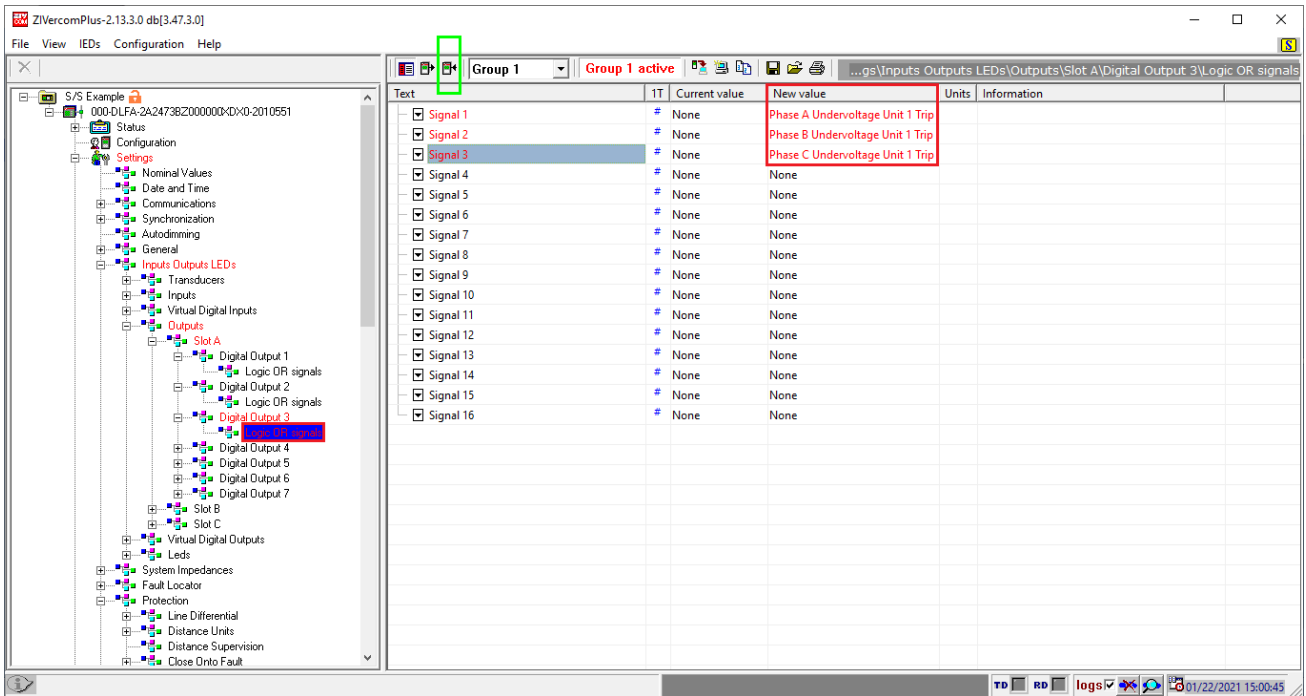 ZIVercomPlus-2.13.3.0 db[3.47.3.0]
File View IEDs Configuration Help
Group 1
Group 1 active
...gs\Inputs Outputs LEDs\Outputs\Slot A\Digital Output 3\Logic OR signals
S/S Example
000-DLFA-2A2473BZ000000XDX0-2010551
Status
Configuration
Settings
Nominal Values
Date and Time
Communications
Synchronization
Autodimming
General
Inputs Outputs LEDs
Transducers
Inputs
Virtual Digital Inputs
Outputs
Slot A
Digital Output 1
Logic OR signals
Digital Output 2
Logic OR signals
Digital Output 3
Logic OR signals
Digital Output 4
Digital Output 5
Digital Output 6
Digital Output 7
Slot B
Slot C
Virtual Digital Outputs
Leds
System Impedances
Fault Locator
Protection
Line Differential
Distance Units
Distance Supervision
Close Onto Fault
Text 1T Current value New value Units Information
Signal 1 # None Phase A Undervoltage Unit 1 Trip
Signal 2 # None Phase B Undervoltage Unit 1 Trip
Signal 3 # None Phase C Undervoltage Unit 1 Trip
Signal 4 # None None
Signal 5 # None None
Signal 6 # None None
Signal 7 # None None
Signal 8 # None None
Signal 9 # None None
Signal 10 # None None
Signal 11 # None None
Signal 12 # None None
Signal 13 # None None
Signal 14 # None None
Signal 15 # None None
Signal 16 # None None
TD RD logs 01/22/2021 15:00:45